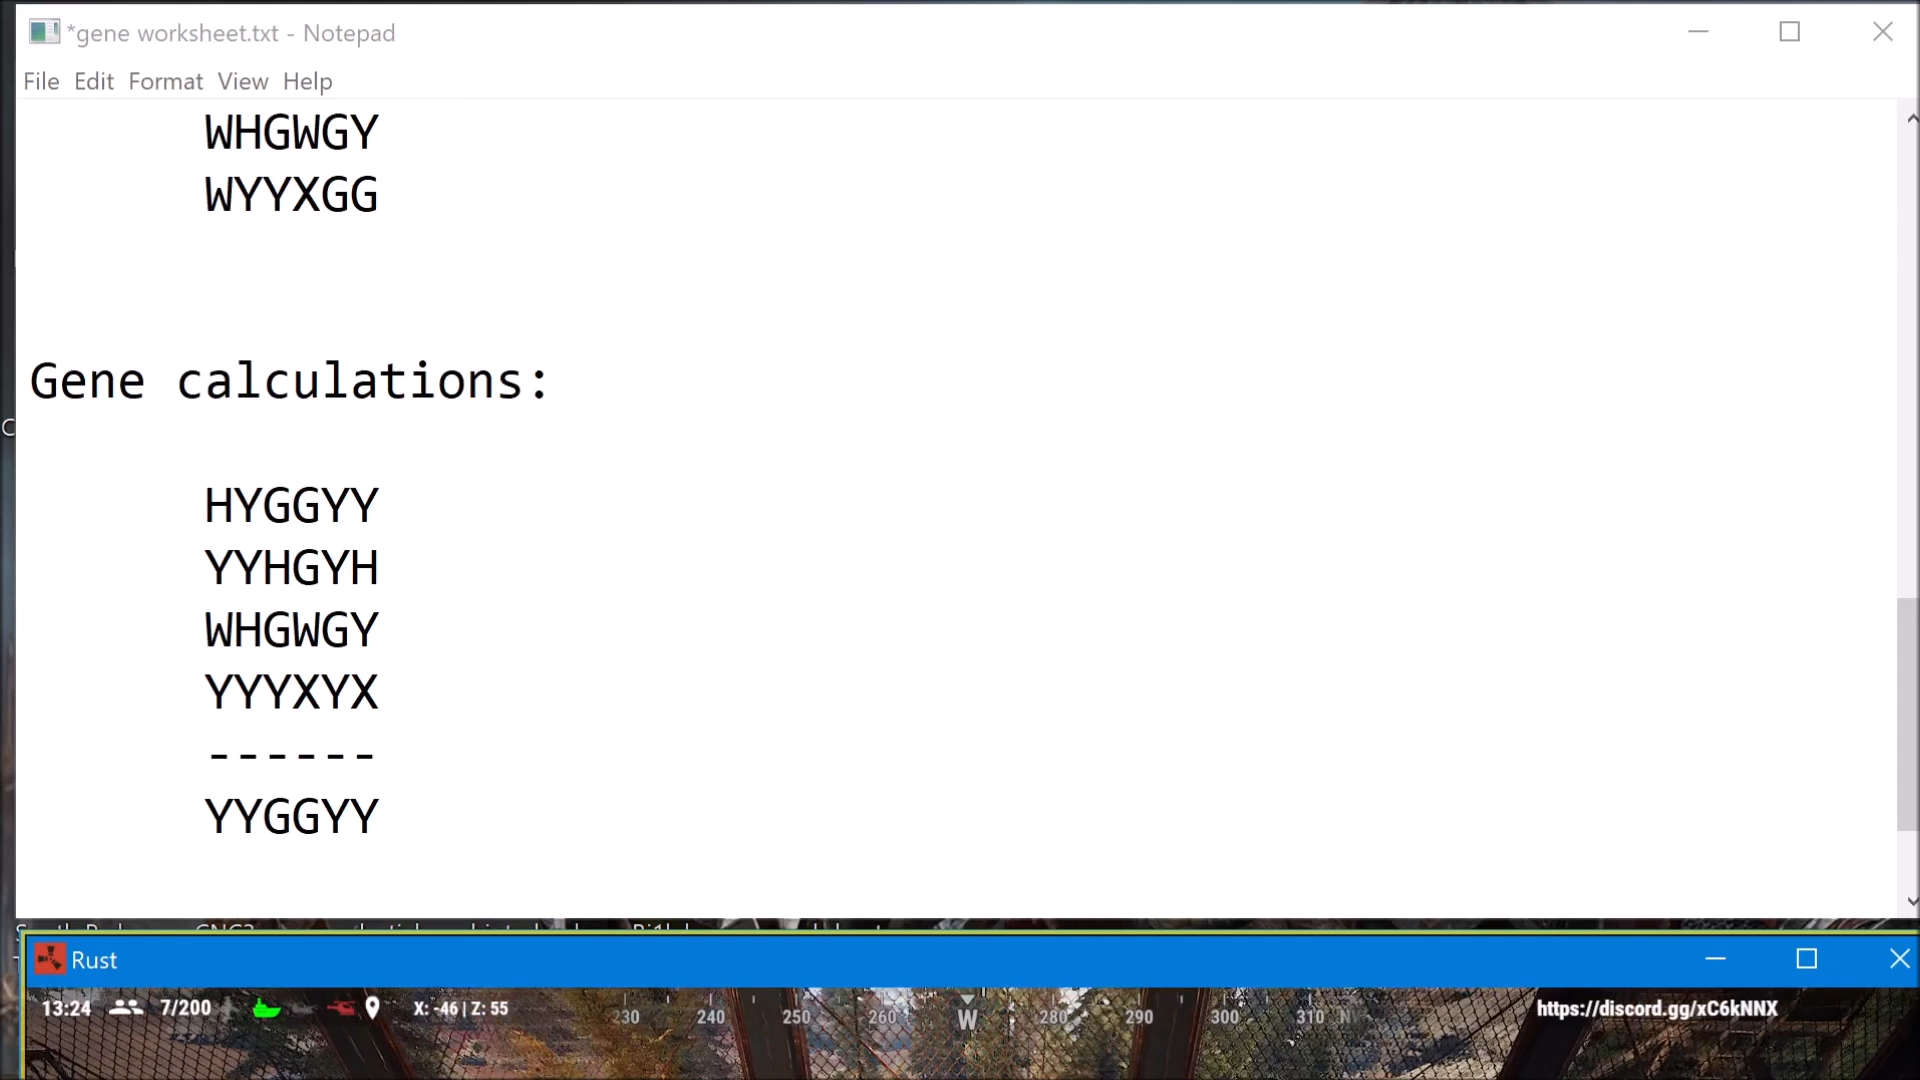 *gene worksheet.txt - Notepad
File Edit Format View Help
WHGWGY
WYYXGG
Gene calculations:
HYGGYY
YYHGYH
WHGWGY
YYYXYX
------
YYGGYY
Rust
13:24 7/200 X: -46 | Z: 55 230 240 250 260 W 280 290 300 310 https://discord.gg/xC6kNNX